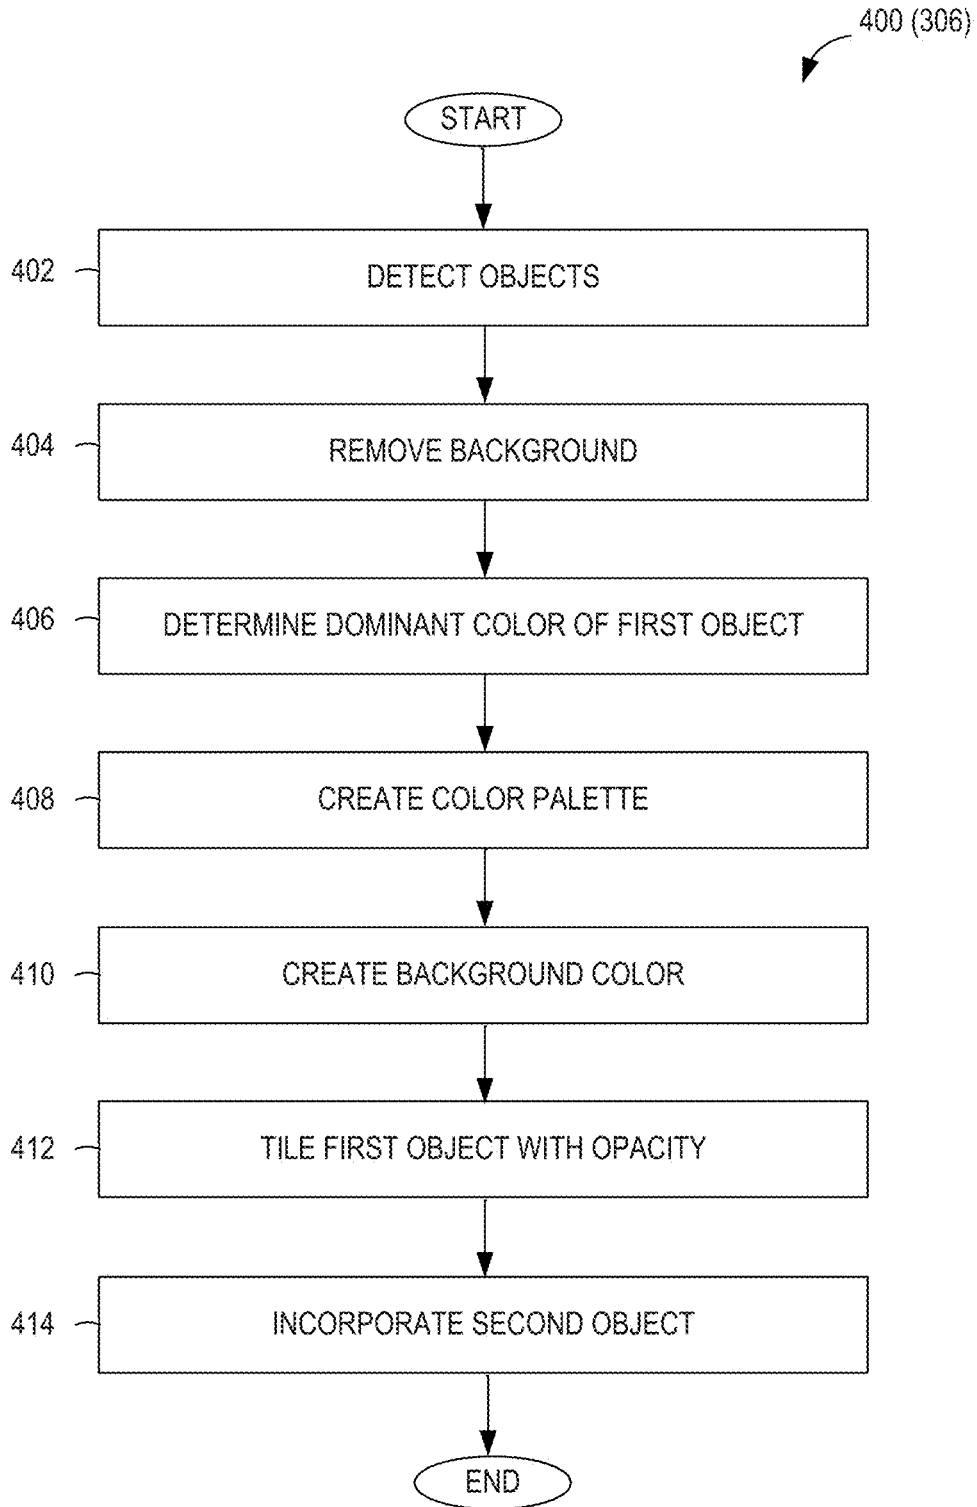 400 (306)
START
402 DETECT OBJECTS
404 REMOVE BACKGROUND
406 DETERMINE DOMINANT COLOR OF FIRST OBJECT
408 CREATE COLOR PALETTE
410 CREATE BACKGROUND COLOR
412 TILE FIRST OBJECT WITH OPACITY
414 INCORPORATE SECOND OBJECT
END